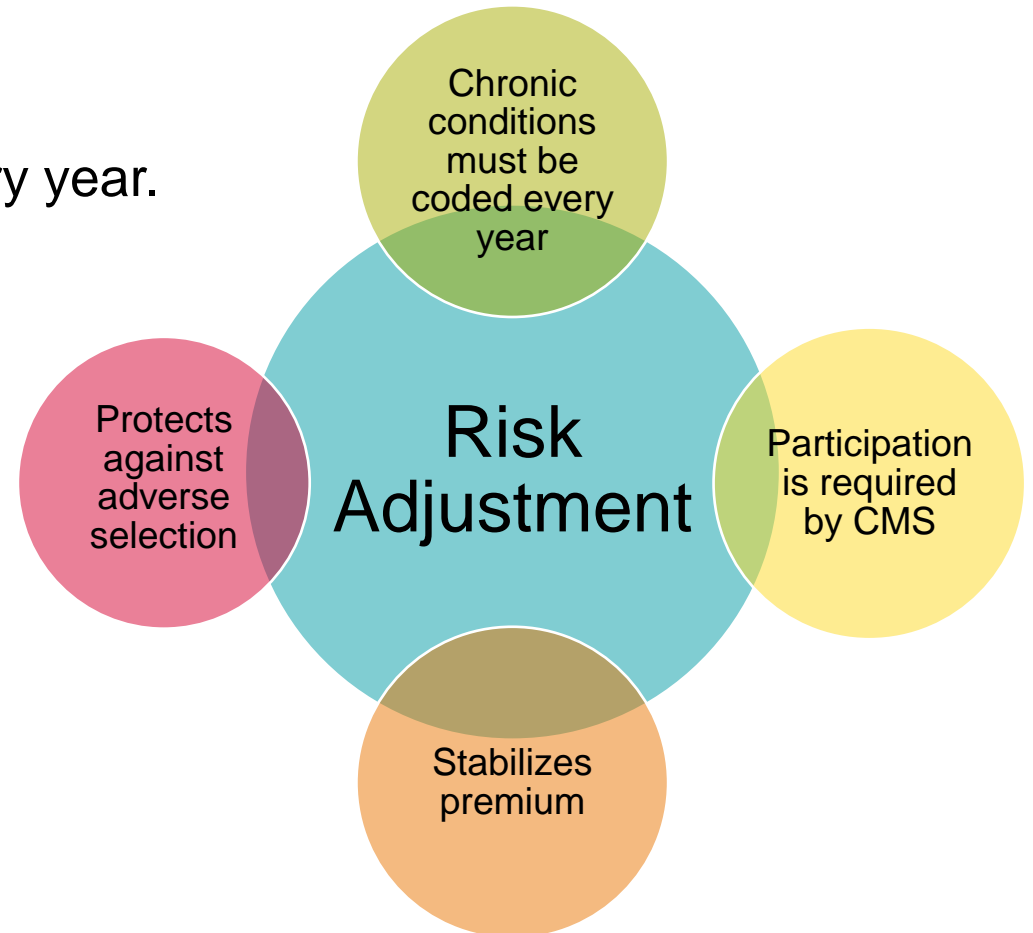 Chronic
conditions
must be
coded every
year
ry year.
Protects
against
adverse
selection
Risk
Adjustment
Participation
is required
by CMS
Stabilizes
premium